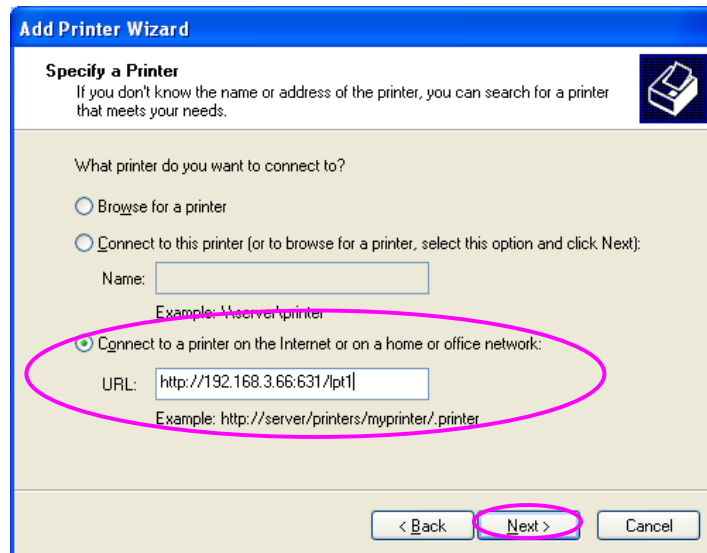 Add Printer Wizard
Specify a Printer
If you don't know the name or address of the printer, you can search for a printer
that meets your needs.
What printer do you want to connect to?
Browse for a printer
Connect to this printer (or to browse for a printer, select this option and click Next):
Name:
Example: \\server\printer
Connect to a printer on the Internet or on a home or office network:
URL: http://192.168.3.66:631/lpt1
Example: http://server/printers/myprinter/.printer
< Back Next > Cancel